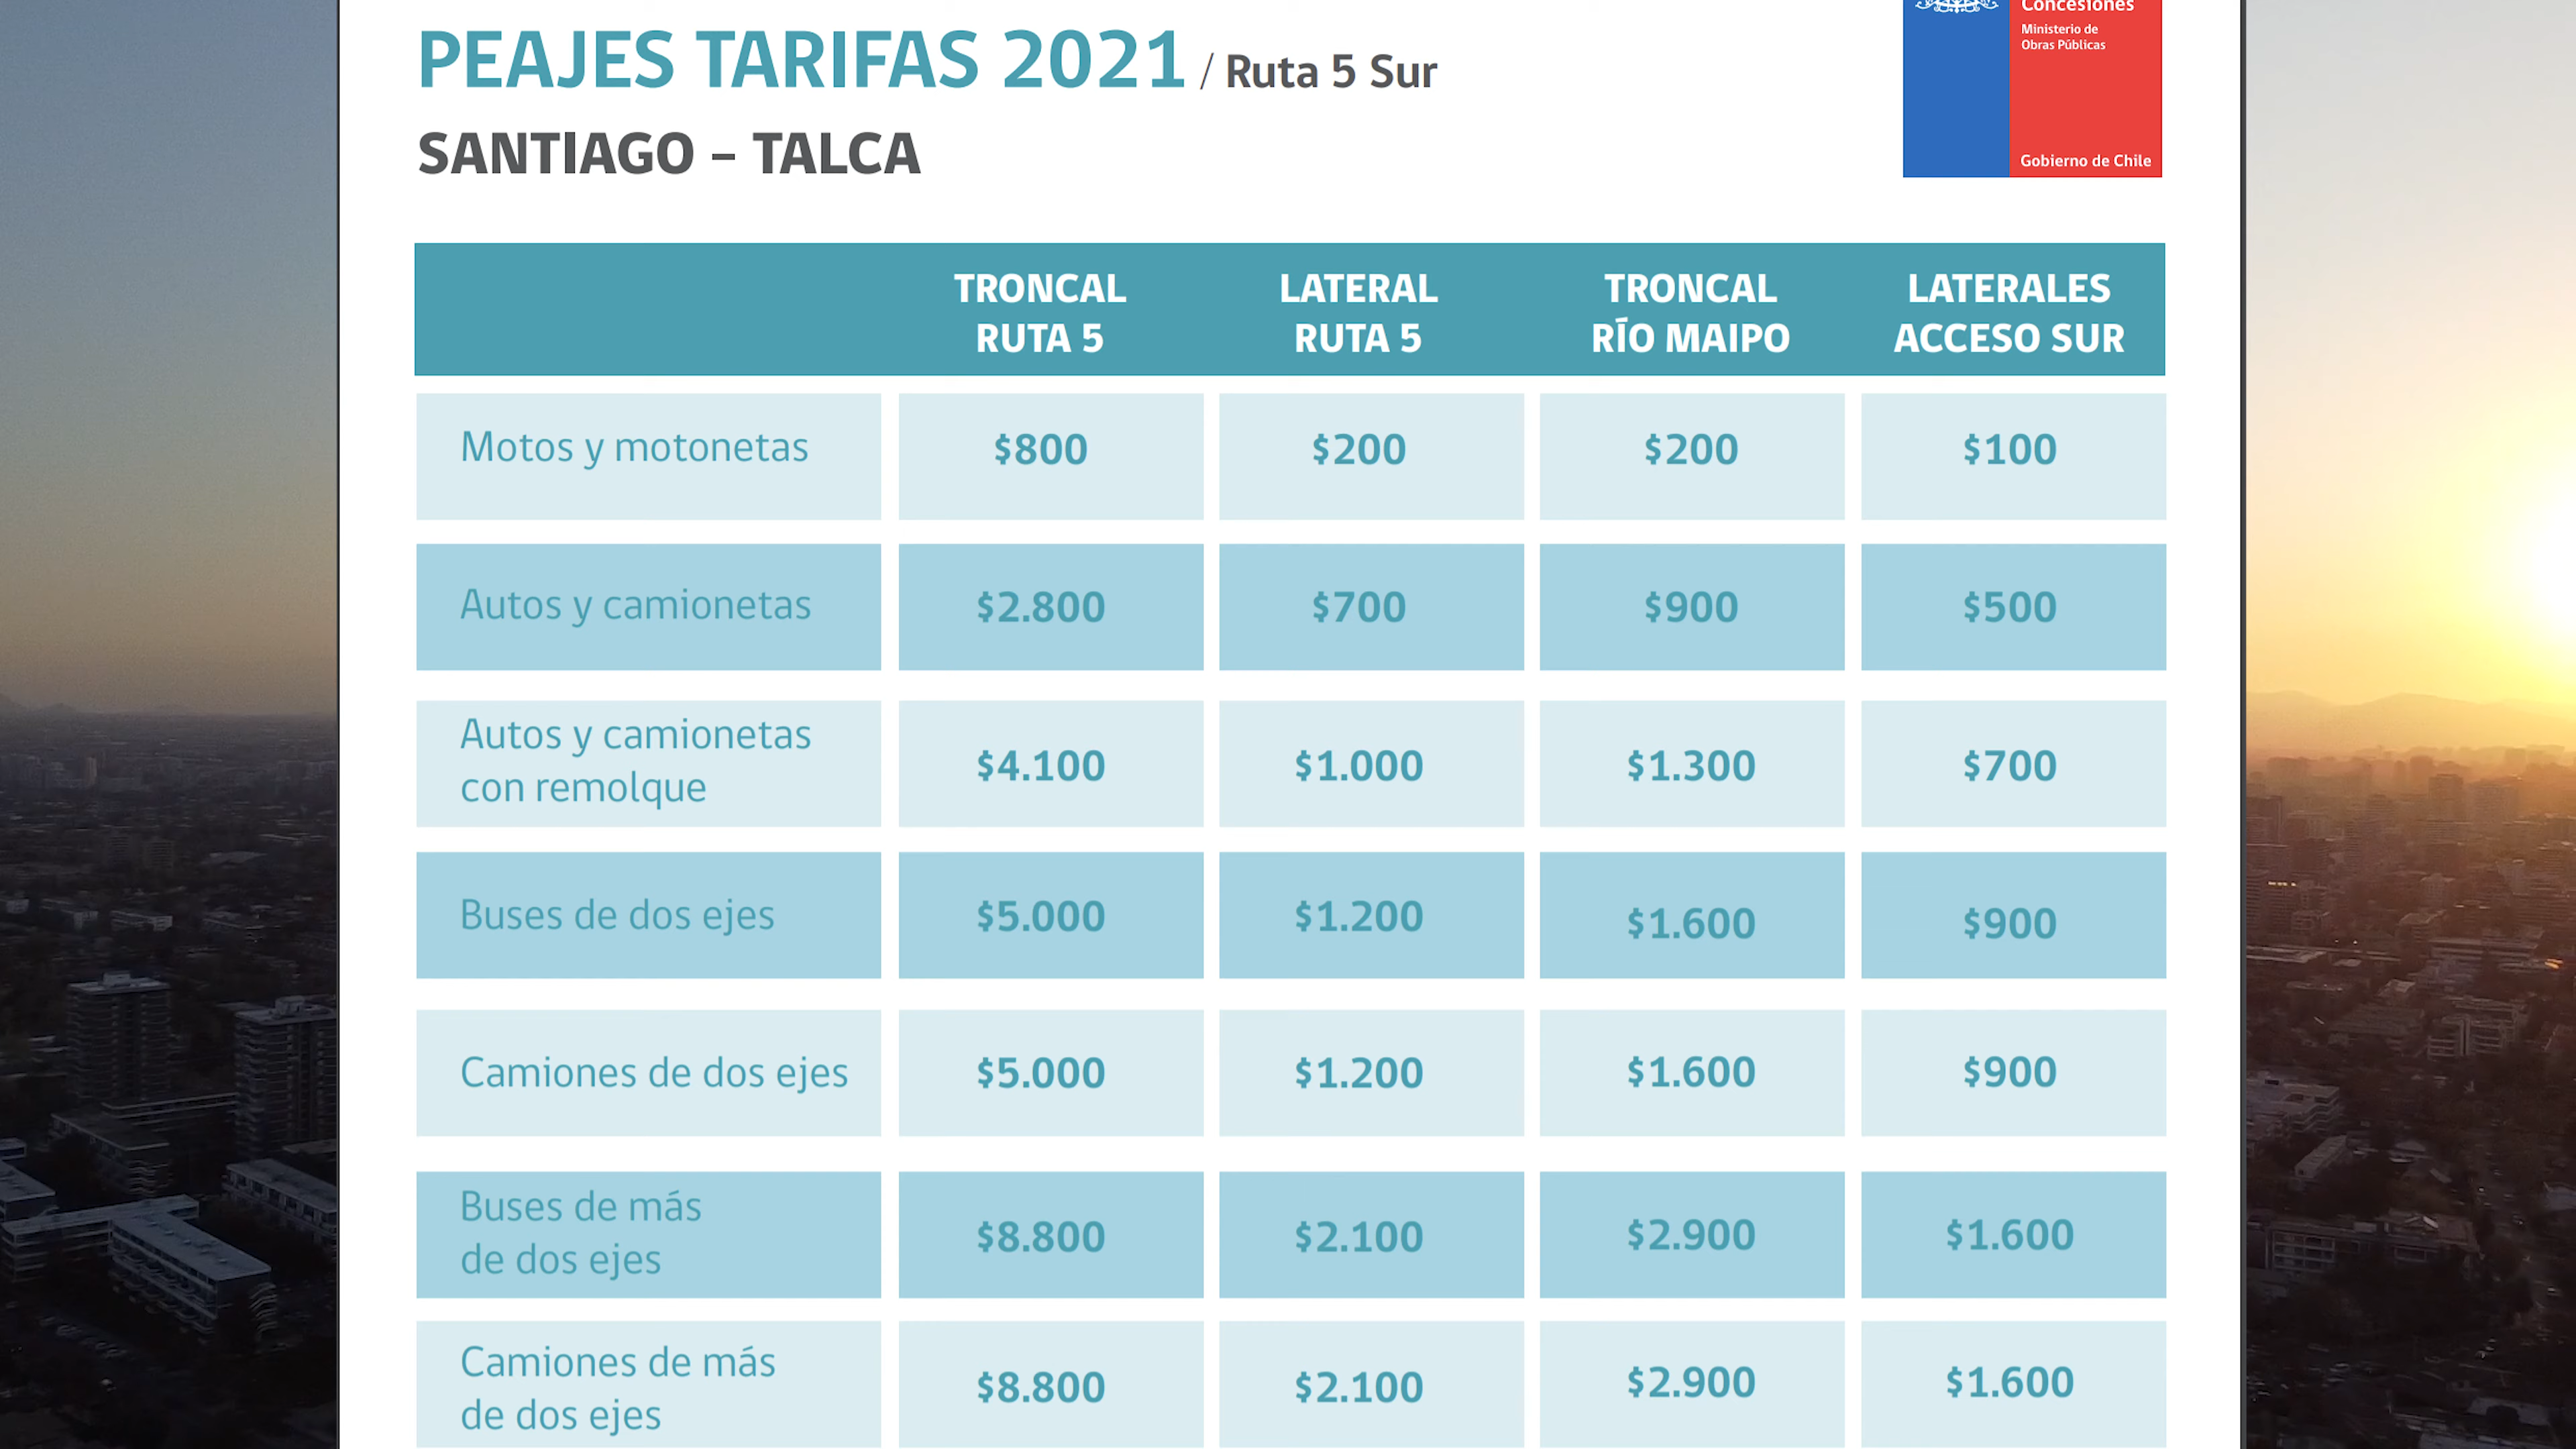 Concesiones
Ministerio de
Obras Públicas
Gobierno de Chile
PEAJES TARIFAS 2021 / Ruta 5 Sur
SANTIAGO – TALCA
TRONCAL RUTA 5 LATERAL RUTA 5 TRONCAL RÍO MAIPO LATERALES ACCESO SUR
Motos y motonetas $800 $200 $200 $100
Autos y camionetas $2.800 $700 $900 $500
Autos y camionetas con remolque $4.100 $1.000 $1.300 $700
Buses de dos ejes $5.000 $1.200 $1.600 $900
Camiones de dos ejes $5.000 $1.200 $1.600 $900
Buses de más de dos ejes $8.800 $2.100 $2.900 $1.600
Camiones de más de dos ejes $8.800 $2.100 $2.900 $1.600